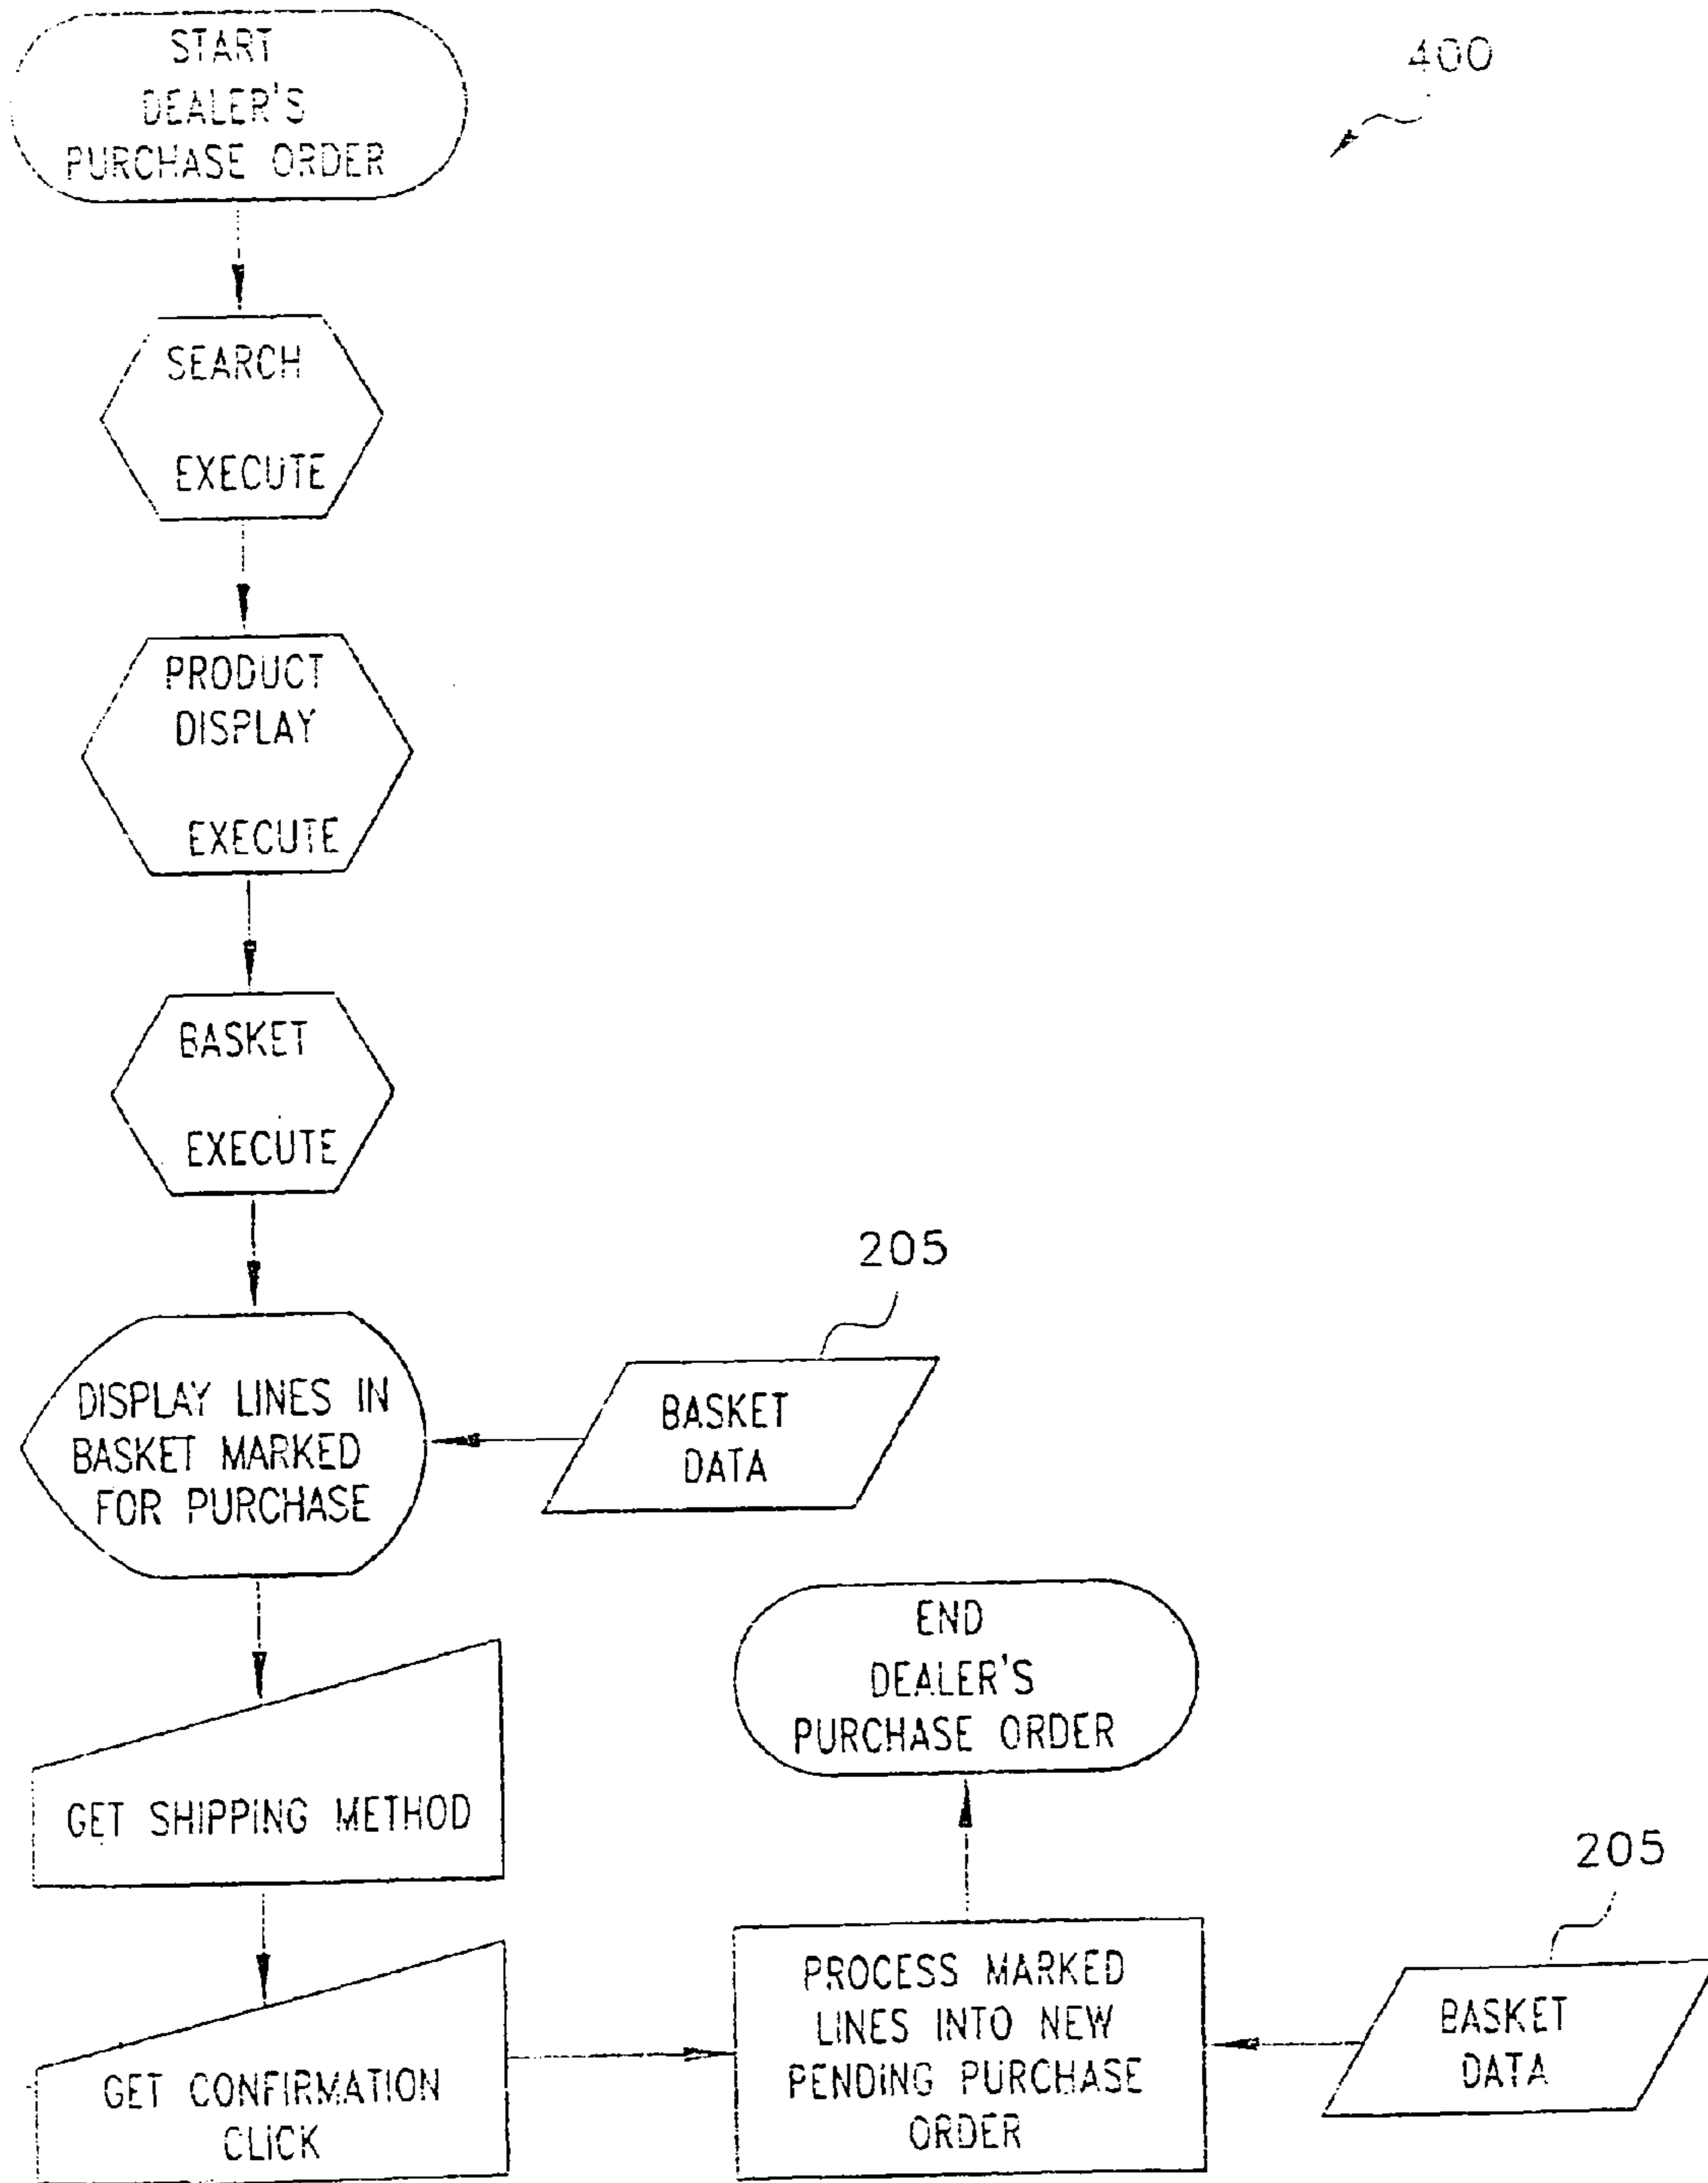 START
DEALER'S
PURCHASE ORDER
400
SEARCH
EXECUTE
PRODUCT
DISPLAY
EXECUTE
BASKET
EXECUTE
205
DISPLAY LINES IN
BASKET MARKED
FOR PURCHASE
BASKET
DATA
GET SHIPPING METHOD
END
DEALER'S
PURCHASE ORDER
205
GET CONFIRMATION
CLICK
PROCESS MARKED
LINES INTO NEW
PENDING PURCHASE
ORDER
BASKET
DATA